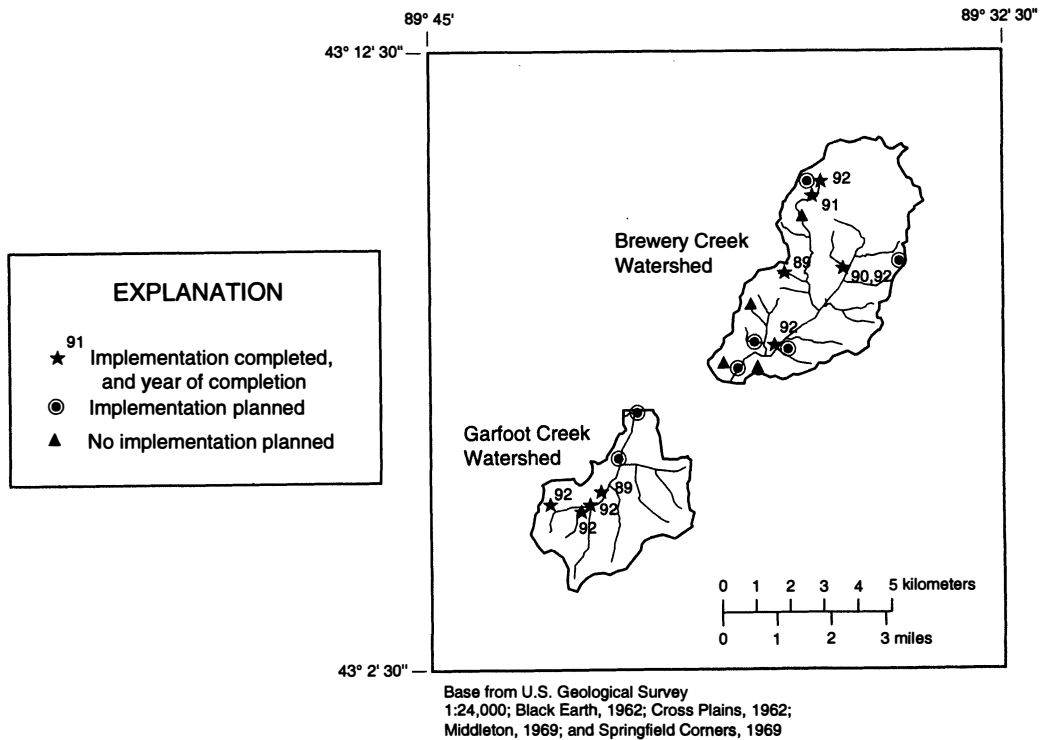 89° 45'
89° 32' 30"
43° 12' 30"
92
91
Brewery Creek
Watershed
89
90,92
92
EXPLANATION
91
Implementation completed,
and year of completion
Implementation planned
No implementation planned
Garfoot Creek
Watershed
92
89
92
92
0 1 2 3 4 5 kilometers
0 1 2 3 miles
43° 2' 30"
Base from U.S. Geological Survey
1:24,000; Black Earth, 1962; Cross Plains, 1962;
Middleton, 1969; and Springfield Corners, 1969